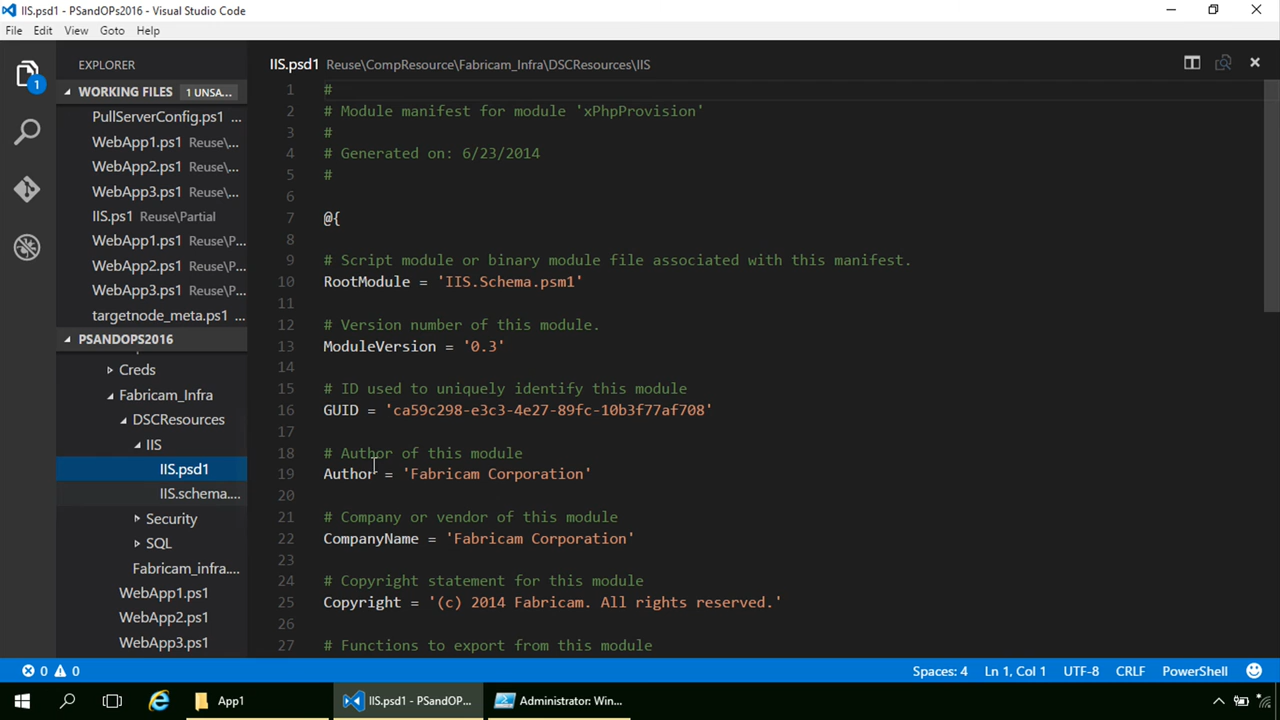 IIS.psd1 - PSandOPs2016 - Visual Studio Code
File Edit View Goto Help
EXPLORER
WORKING FILES 1 UNSA...
PullServerConfig.ps1 ...
WebApp1.ps1 Reuse\...
WebApp2.ps1 Reuse\...
WebApp3.ps1 Reuse\...
IIS.ps1 Reuse\Partial
WebApp1.ps1 Reuse\P...
WebApp2.ps1 Reuse\P...
WebApp3.ps1 Reuse\P...
targetnode_meta.ps1 ...
PSANDOPS2016
Creds
Fabricam_Infra
DSCResources
IIS
IIS.psd1
IIS.schema....
Security
SQL
Fabricam_infra....
WebApp1.ps1
WebApp2.ps1
WebApp3.ps1
1
IIS.psd1 Reuse\CompResource\Fabricam_Infra\DSCResources\IIS
1 #
2 # Module manifest for module 'xPhpProvision'
3 #
4 # Generated on: 6/23/2014
5 #
6
7 @{
8
9 # Script module or binary module file associated with this manifest.
10 RootModule = 'IIS.Schema.psm1'
11
12 # Version number of this module.
13 ModuleVersion = '0.3'
14
15 # ID used to uniquely identify this module
16 GUID = 'ca59c298-e3c3-4e27-89fc-10b3f77af708'
17
18 # Author of this module
19 Author = 'Fabricam Corporation'
20
21 # Company or vendor of this module
22 CompanyName = 'Fabricam Corporation'
23
24 # Copyright statement for this module
25 Copyright = '(c) 2014 Fabricam. All rights reserved.'
26
27 # Functions to export from this module
0 0 Spaces: 4 Ln 1, Col 1 UTF-8 CRLF PowerShell
App1 IIS.psd1 - PSandOP... Administrator: Win...